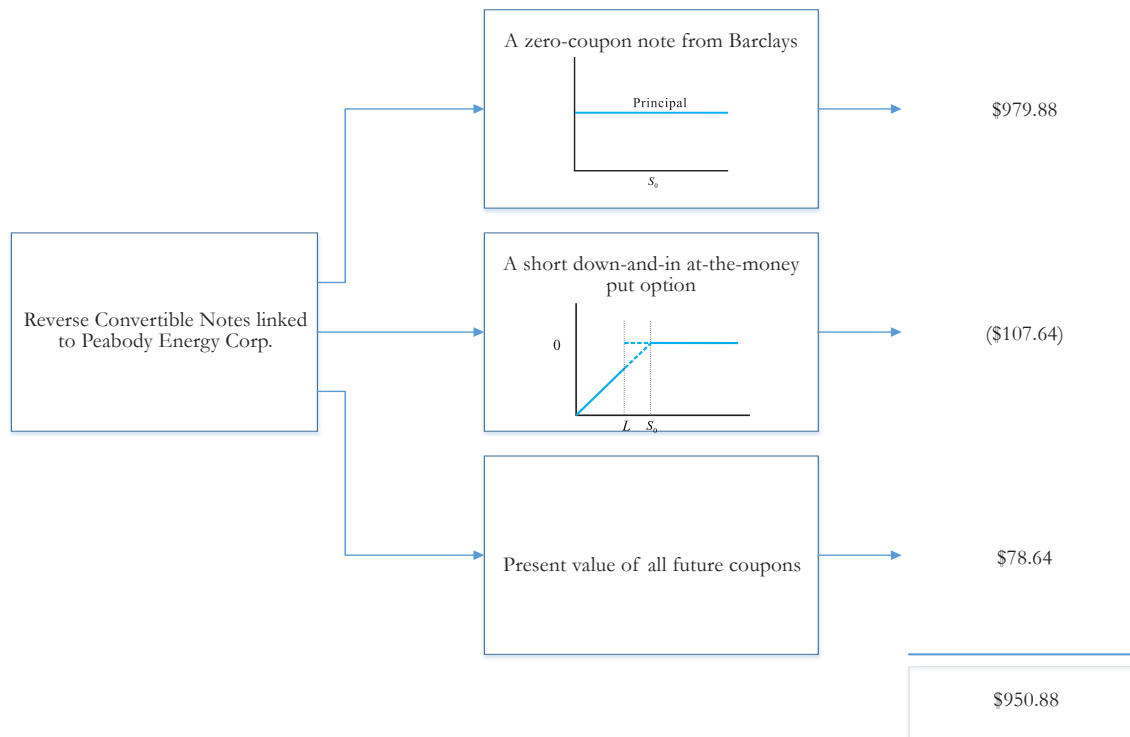 A zero-coupon note from Barclays
Principal
S₀
$979.88
Reverse Convertible Notes linked
to Peabody Energy Corp.
A short down-and-in at-the-money
put option
0
L S₀
($107.64)
Present value of all future coupons
$78.64
$950.88